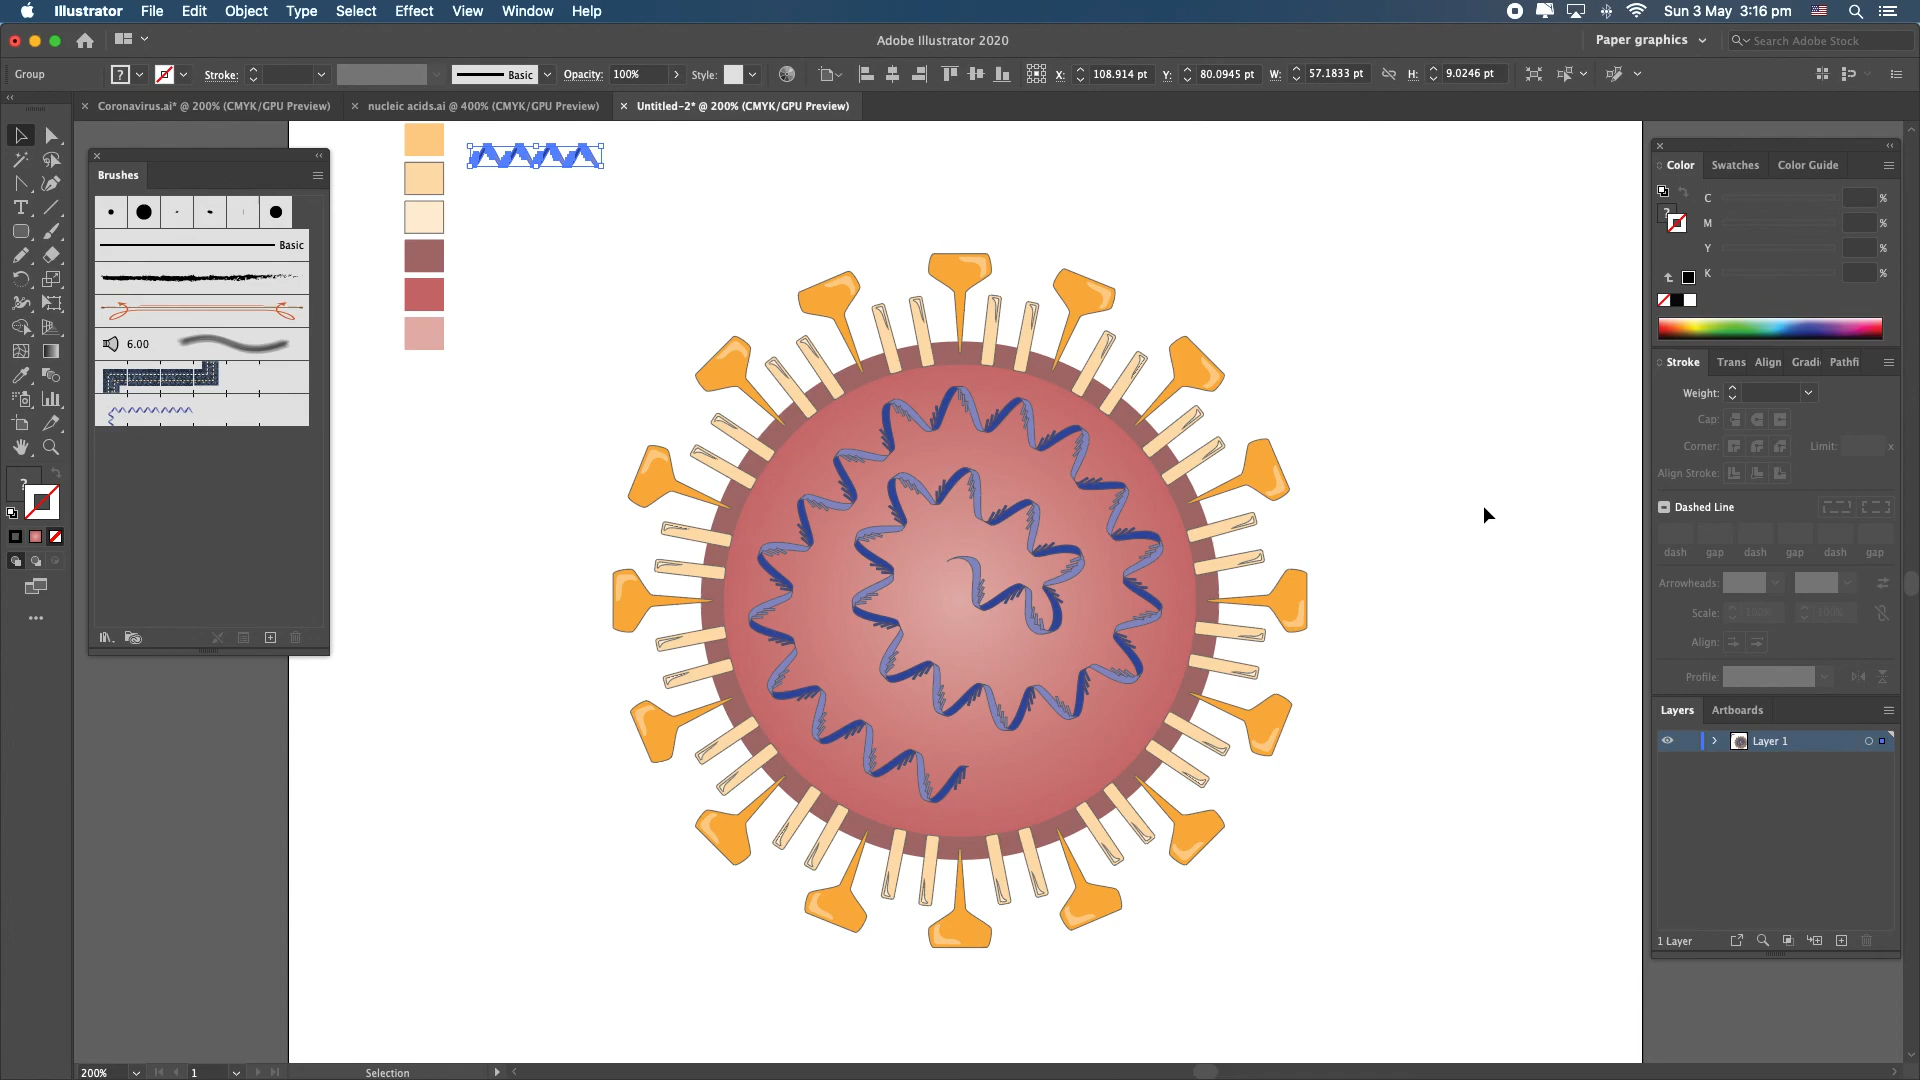 Illustrator File Edit Object Type Select Effect View Window Help
Sun 3 May 3:16 pm
Adobe Illustrator 2020
Paper graphics
Search Adobe Stock
Group
?
Stroke:
Basic
Opacity: 100%
Style:
X: 108.914 pt
Y: 80.0945 pt
W: 57.1833 pt
H: 9.0246 pt
Coronavirus.ai* @ 200% (CMYK/GPU Preview)
nucleic acids.ai @ 400% (CMYK/GPU Preview)
Untitled-2* @ 200% (CMYK/GPU Preview)
Brushes
Basic
6.00
?
Color Swatches Color Guide
?
C %
M %
Y %
K %
Stroke Trans Align Gradi Pathfi
Weight:
Cap:
Corner: Limit: x
Align Stroke:
Dashed Line
dash gap dash gap dash gap
Arrowheads:
Scale: 100% 100%
Align:
Profile:
Layers Artboards
Layer 1
1 Layer
200%
1
Selection